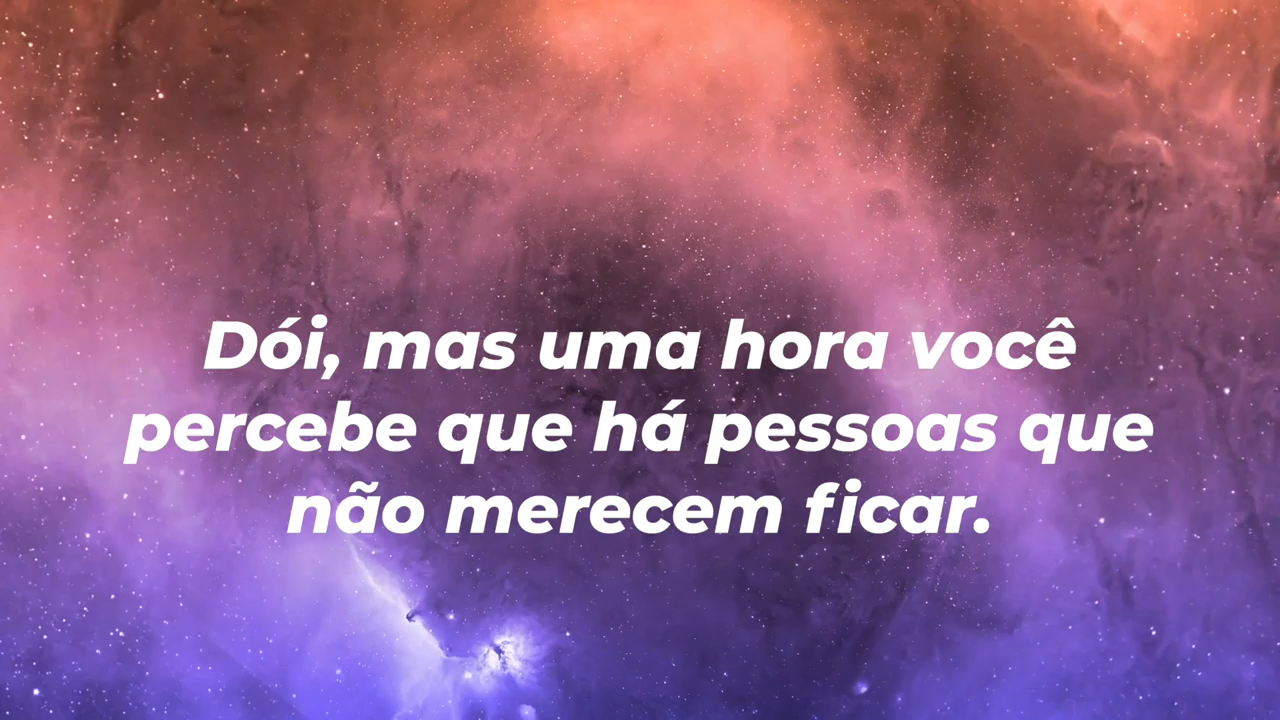 Dói, mas uma hora você
percebe que há pessoas que
não merecem ficar.